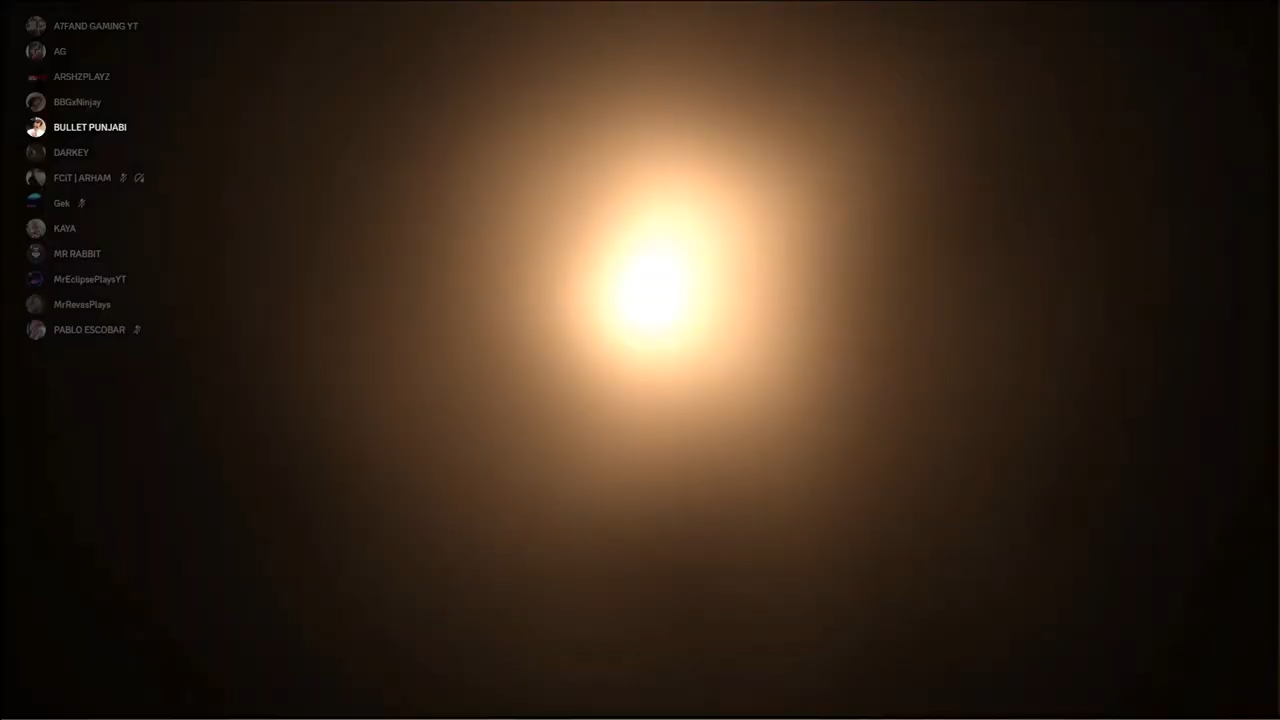 A7FAND GAMING YT
AG
ARSHZPLAYZ
BBGxNinjay
BULLET PUNJABI
DARKEY
FCiT | ARHAM
Gek
KAYA
MR RABBIT
MrEclipsePlaysYT
MrRevssPlays
PABLO ESCOBAR